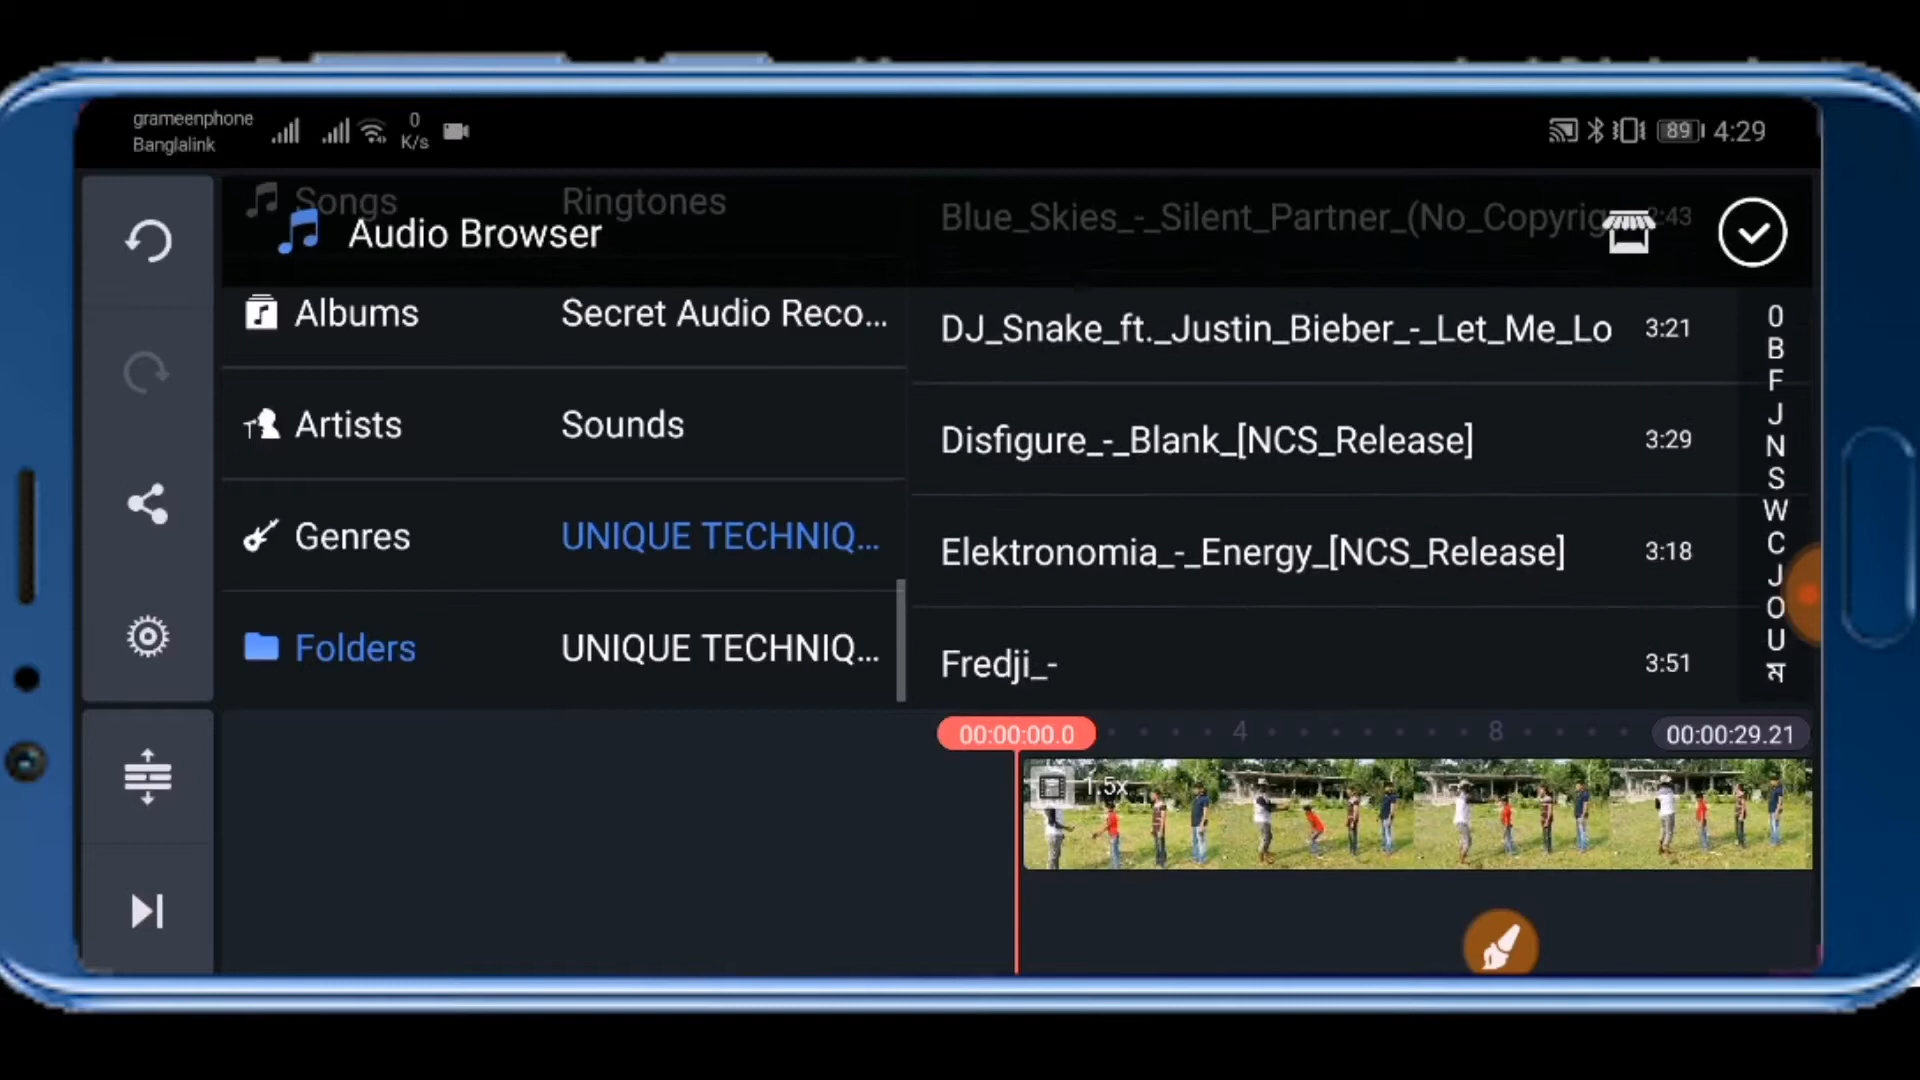 grameenphone
Banglalink
0
K/s
89
4:29
Songs
Ringtones
Blue_Skies_-_Silent_Partner_(No_Copyrig
2:43
Audio Browser
Albums
Secret Audio Reco...
DJ_Snake_ft._Justin_Bieber_-_Let_Me_Lo
3:21
Artists
Sounds
Disfigure_-_Blank_[NCS_Release]
3:29
Genres
UNIQUE TECHNIQ...
Elektronomia_-_Energy_[NCS_Release]
3:18
Folders
UNIQUE TECHNIQ...
Fredji_-
3:51
0
B
F
J
N
S
W
C
J
O
U
ম
00:00:00.0
4
8
00:00:29.21
1.5x